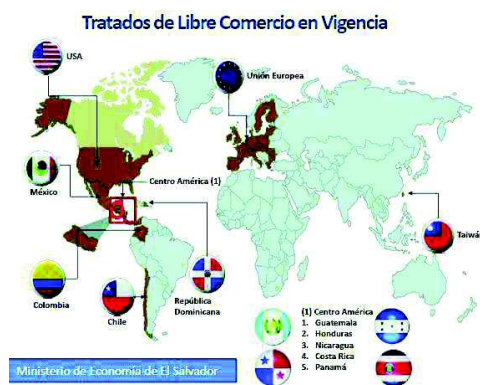 Tratados de Libre Comercio en Vigencia
USA
Unión Europea
México
Centro América (1)
Taiwá
Colombia
Chile
República
Dominicana
(1) Centro América
1. Guatemala
2. Honduras
3. Nicaragua
4. Costa Rica
5. Panamá
Ministerio de Economía de El Salvador